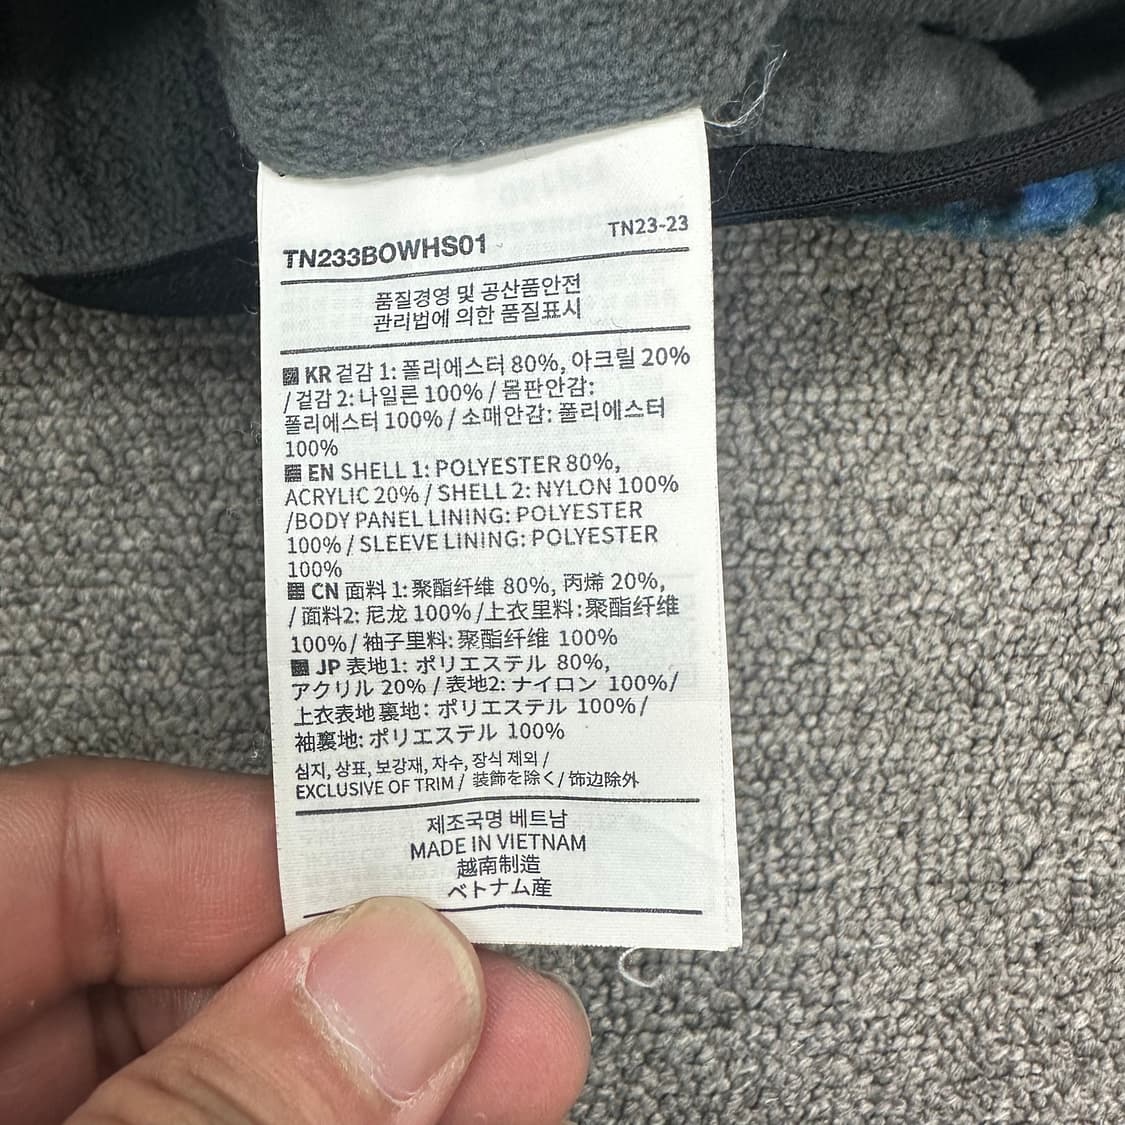 TN233BOWHS01 TN23-23
품질경영 및 공산품안전
관리법에 의한 품질표시
KR 겉감 1: 폴리에스터 80%, 아크릴 20%
/ 겉감 2: 나일론 100% / 몸판안감:
폴리에스터 100% / 소매안감: 폴리에스터
100%
EN SHELL 1: POLYESTER 80%,
ACRYLIC 20% / SHELL 2: NYLON 100%
/BODY PANEL LINING: POLYESTER
100% / SLEEVE LINING: POLYESTER
100%
CN 面料 1: 聚酯纤维 80%, 丙烯 20%,
/ 面料2: 尼龙 100% /上衣里料: 聚酯纤维
100%/ 袖子里料: 聚酯纤维 100%
JP 表地1: ポリエステル 80%,
アクリル 20% / 表地2: ナイロン 100%/
上衣表地裏地: ポリエステル 100%/
袖裏地: ポリエステル 100%
심지, 상표, 보강재, 자수, 장식 제외 /
EXCLUSIVE OF TRIM / 装飾を除く/ 饰边除外
제조국명 베트남
MADE IN VIETNAM
越南制造
ベトナム産